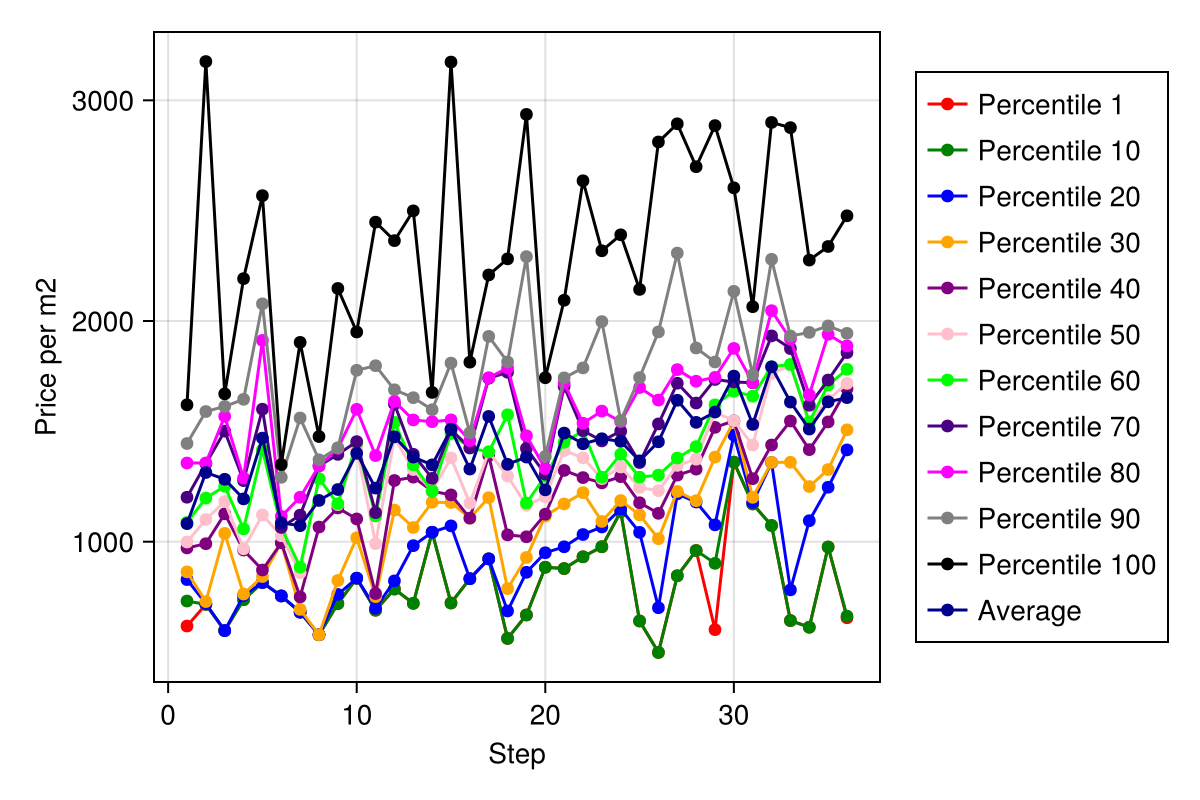 3000
2000
1000
Price per m2
0 10 20 30
Step
Percentile 1
Percentile 10
Percentile 20
Percentile 30
Percentile 40
Percentile 50
Percentile 60
Percentile 70
Percentile 80
Percentile 90
Percentile 100
Average